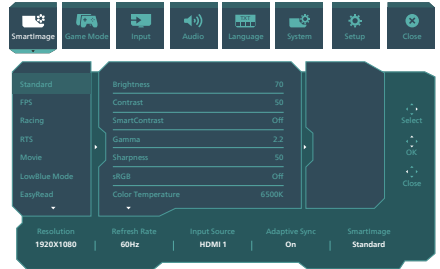 SmartImage
Game Mode
Input
Audio
TXT
Language
System
Setup
Close
Standard
FPS
Racing
RTS
Movie
LowBlue Mode
EasyRead
Brightness 70
Contrast 50
SmartContrast Off
Gamma 2.2
Sharpness 50
sRGB Off
Color Temperature 6500K
Select
OK
Close
Resolution Refresh Rate Input Source Adaptive Sync SmartImage
1920X1080 | 60Hz | HDMI 1 | On | Standard